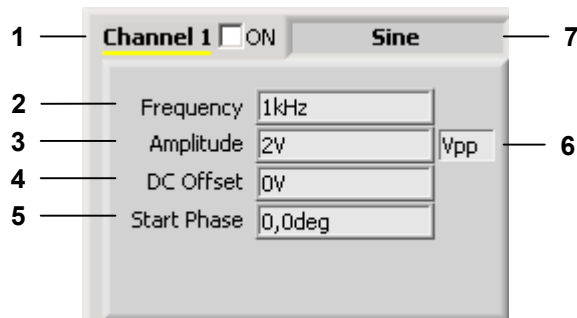 1 Channel 1 ON Sine 7
2 Frequency 1kHz
3 Amplitude 2V Vpp 6
4 DC Offset 0V
5 Start Phase 0,0deg